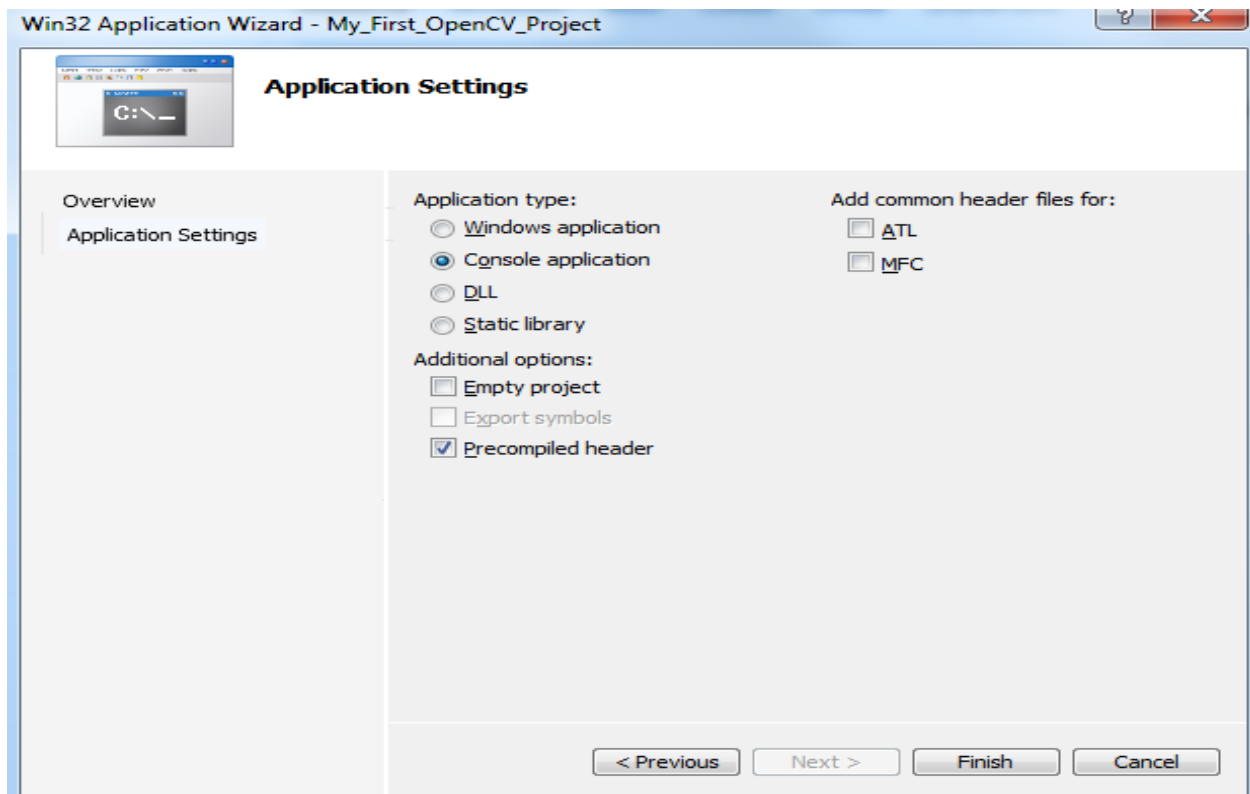 Win32 Application Wizard - My_First_OpenCV_Project
C:\_
Application Settings
Overview
Application Settings
Application type:
Windows application
Console application
DLL
Static library
Additional options:
Empty project
Export symbols
Precompiled header
Add common header files for:
ATL
MFC
< Previous
Next >
Finish
Cancel